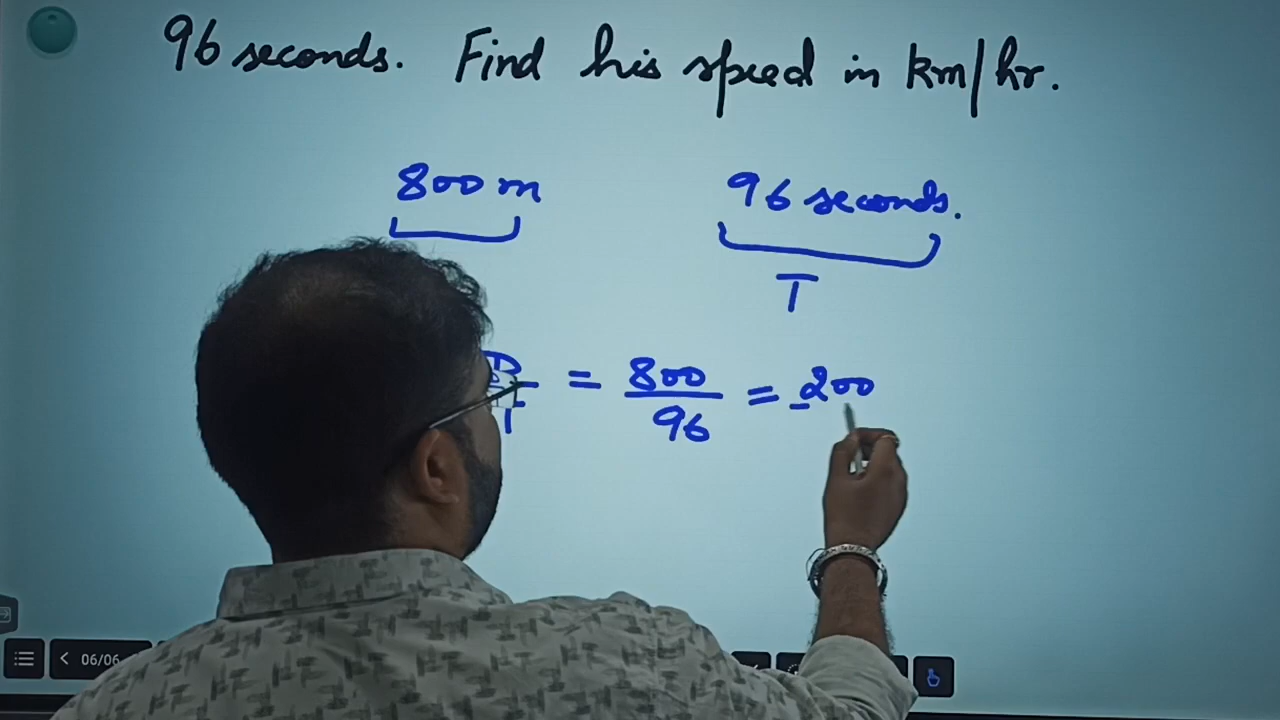 96 seconds. Find his speed in km/hr.
800 m 96 seconds.
T
D/T = 800/96 = 200
06/06